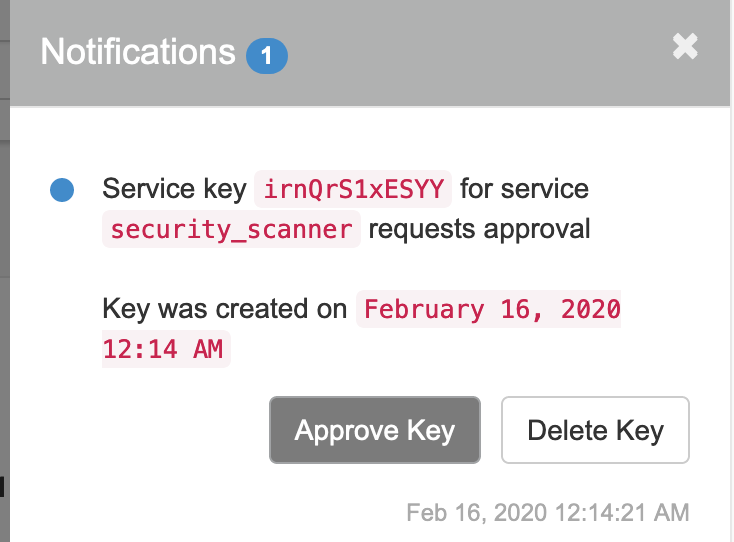 Notifications 1
Service key irnQrS1xESYY for service
security_scanner requests approval
Key was created on February 16, 2020
12:14 AM
Approve Key Delete Key
Feb 16, 2020 12:14:21 AM